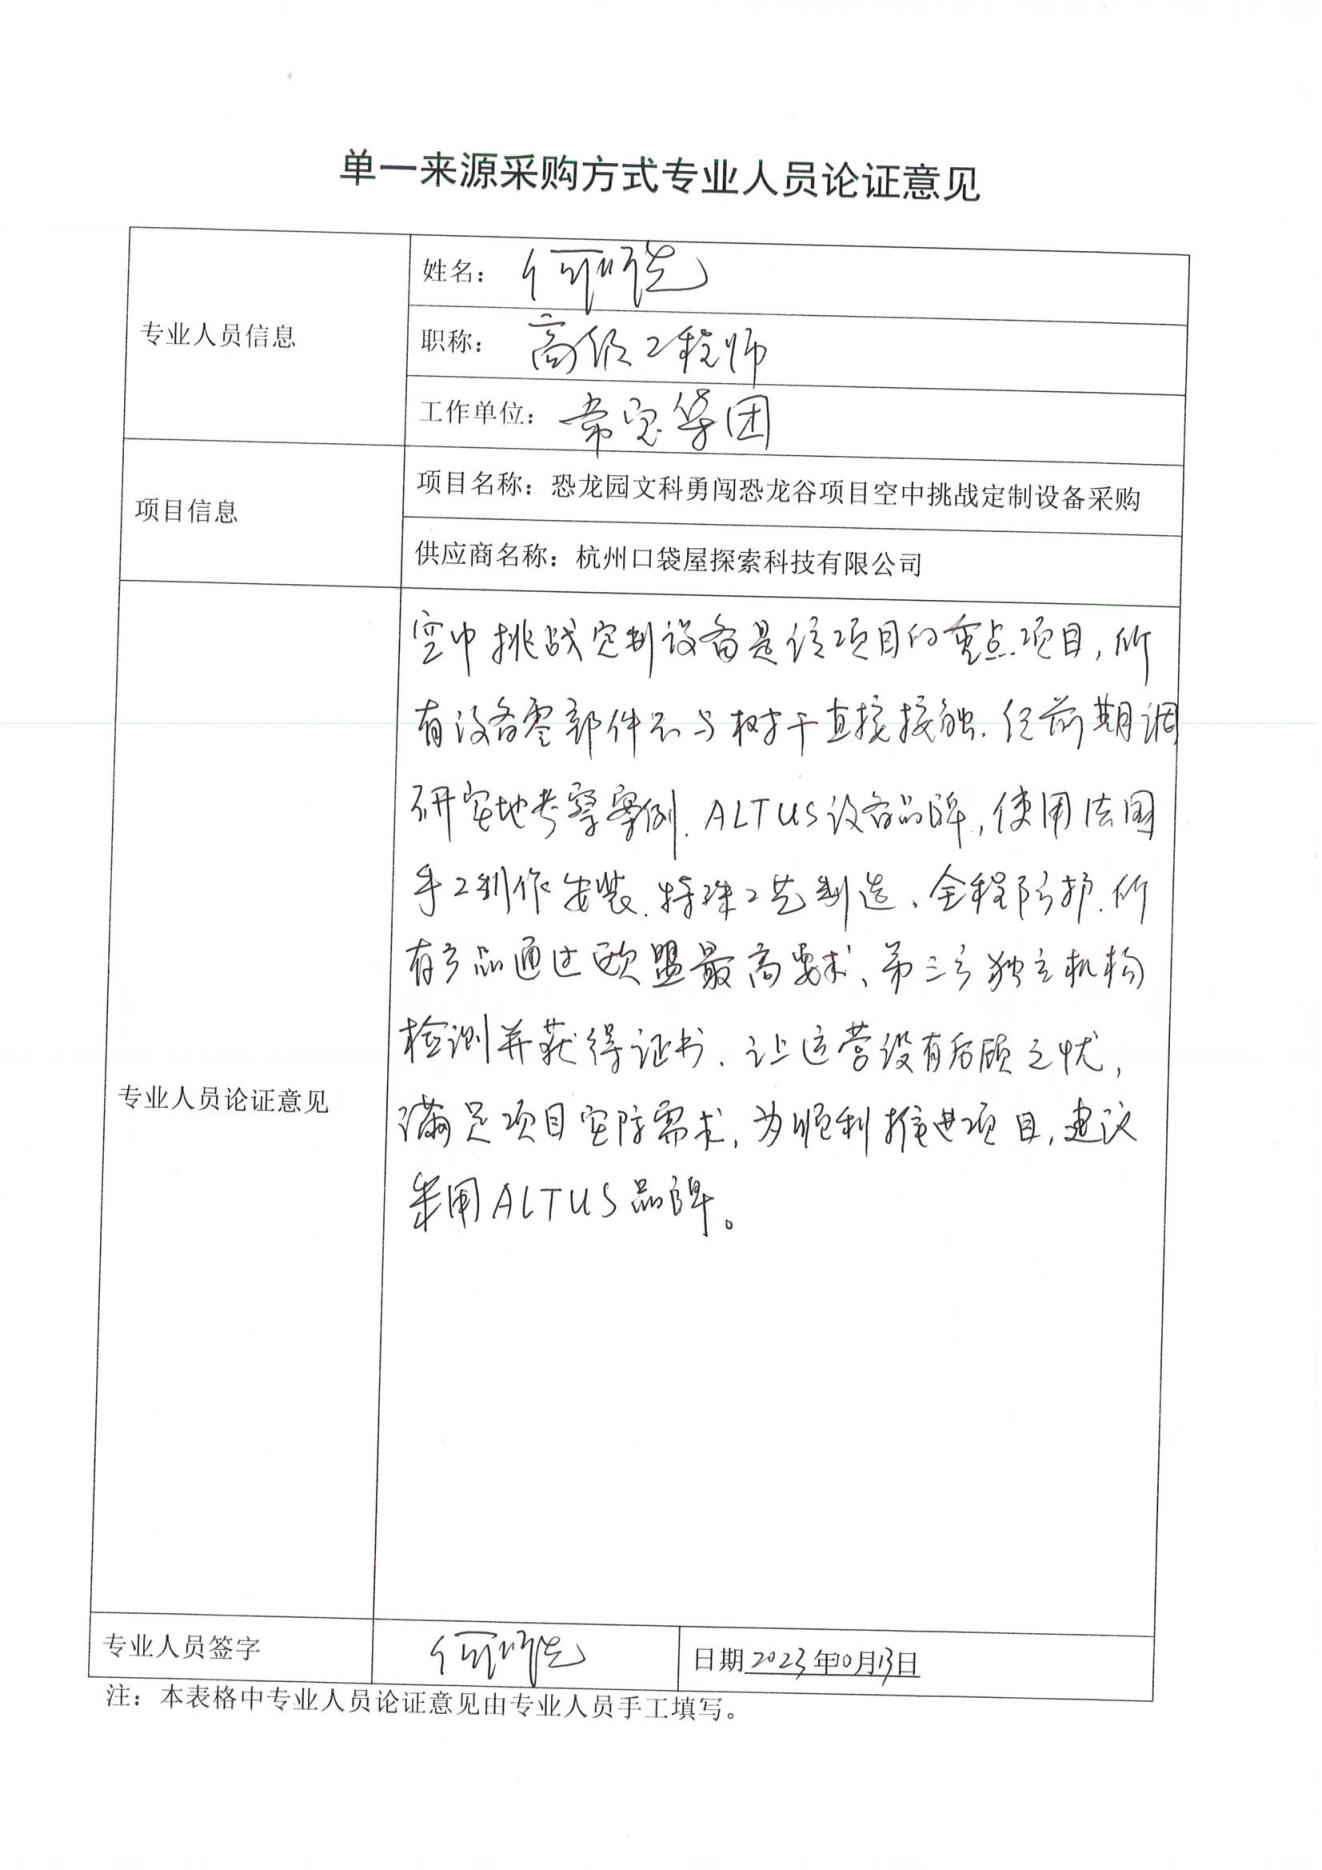 单一来源采购方式专业人员论证意见
专业人员信息
姓名：何师先
职称：高级工程师
工作单位：常宝集团
项目信息
项目名称：恐龙园文科勇闯恐龙谷项目空中挑战定制设备采购
供应商名称：杭州口袋屋探索科技有限公司
专业人员论证意见
空中挑战定制设备是该项目的重点项目，所
有设备零部件不与树干直接接触．经前期调
研实地考察案例．ALTUS设备品牌，使用法国
手工制作安装、特殊工艺制造、全程防护．所
有产品通过欧盟最高要求、第三方独立机构
检测并获得证书、让运营没有后顾之忧，
满足项目安防需求，为顺利推进项目，建议
采用ALTUS品牌。
专业人员签字
何师先
日期2023年10月13日
注：本表格中专业人员论证意见由专业人员手工填写。